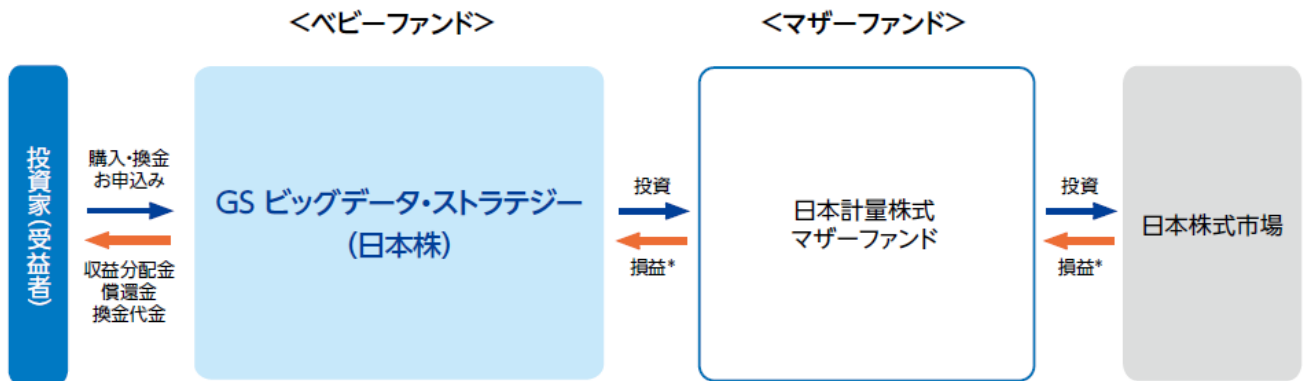 <ベビーファンド>
<マザーファンド>
投資家(受益者)
購入・換金
お申込み
収益分配金
償還金
換金代金
GS ビッグデータ・ストラテジー
(日本株)
投資
損益*
日本計量株式
マザーファンド
投資
損益*
日本株式市場